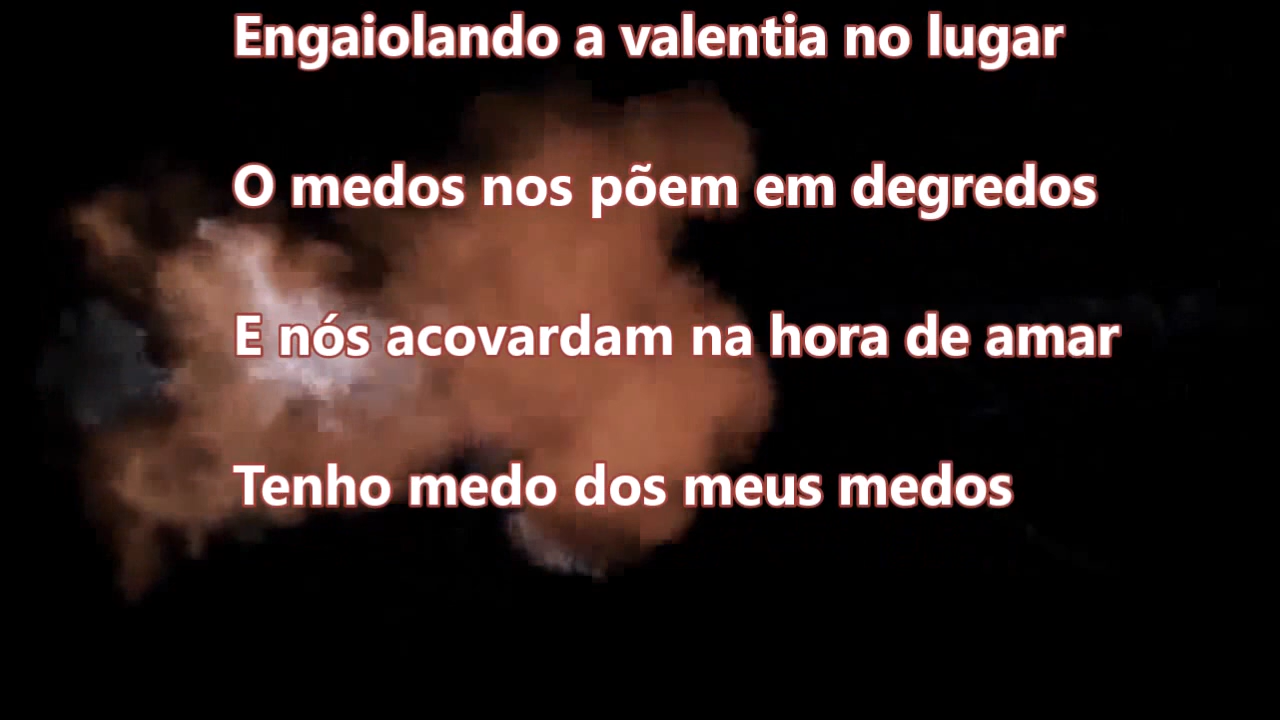 Engaiolando a valentia no lugar
O medos nos põem em degredos
E nós acovardam na hora de amar
Tenho medo dos meus medos